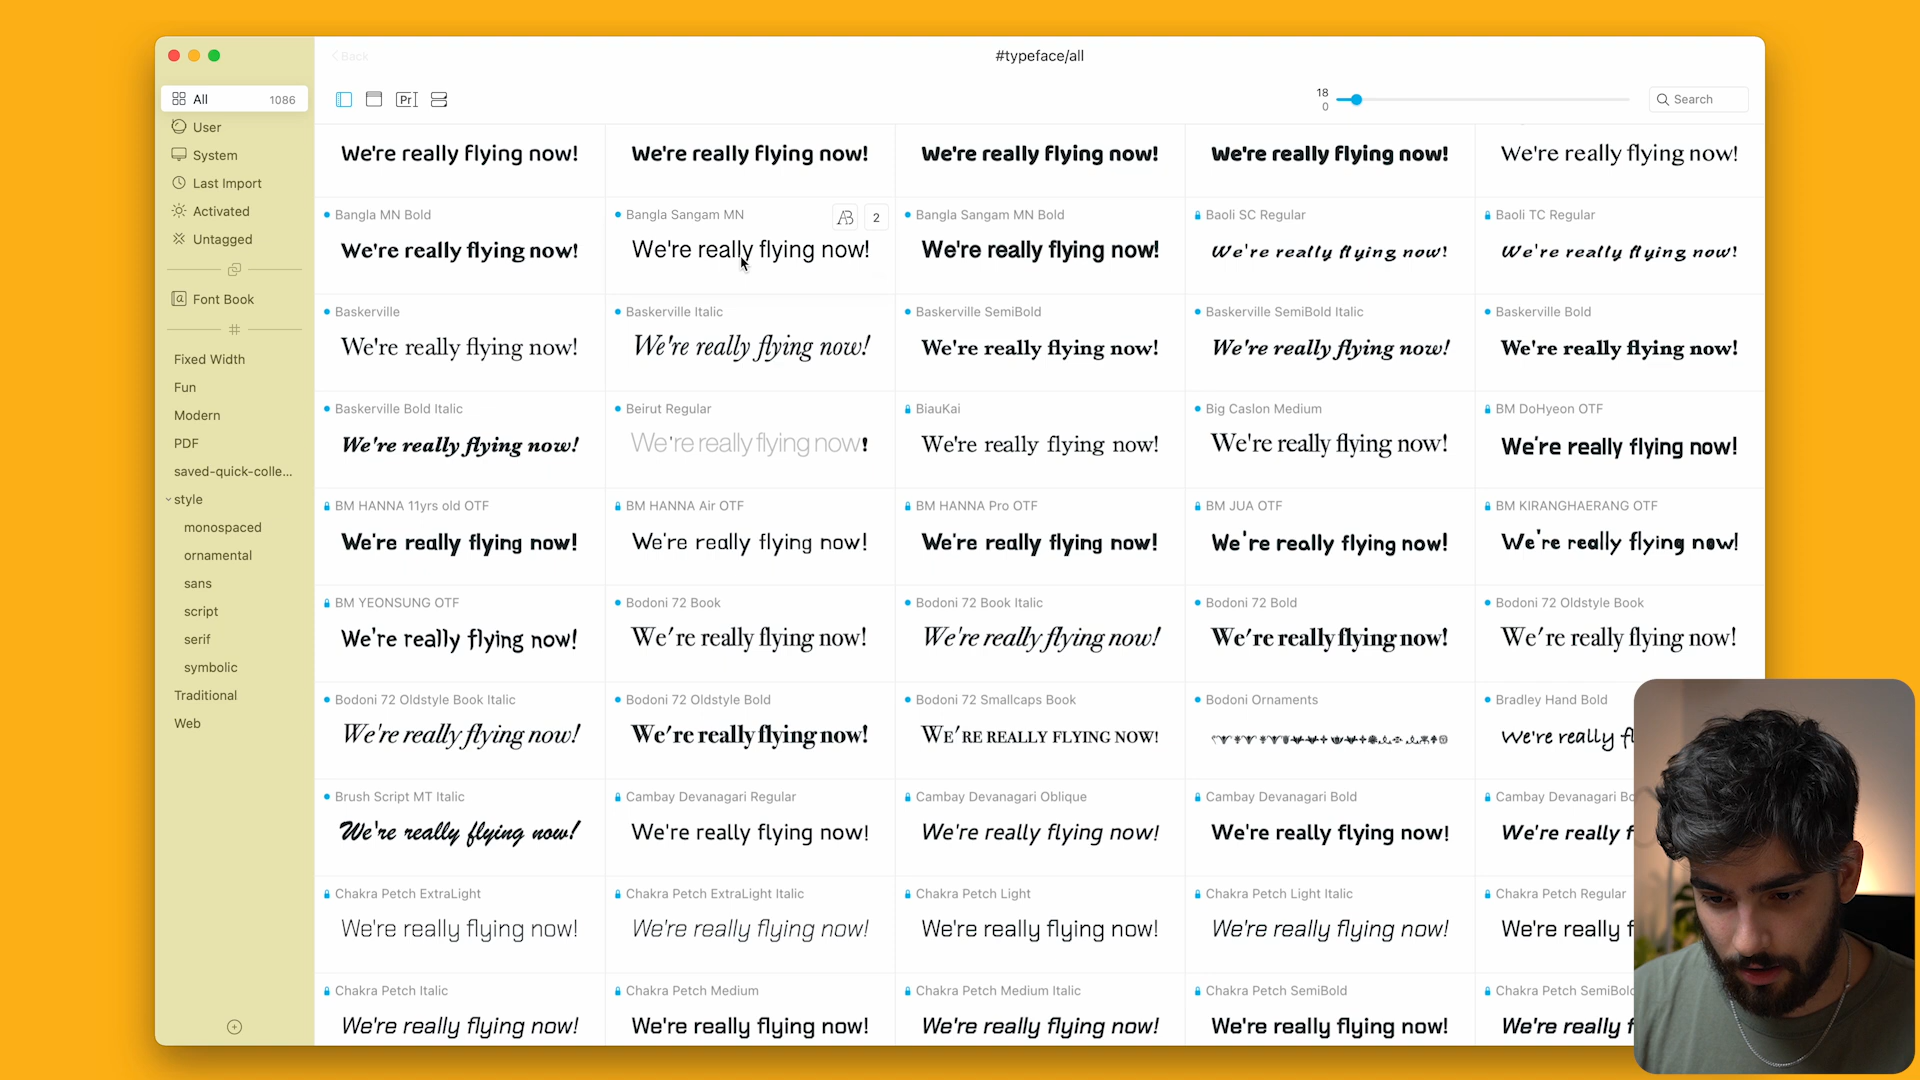 Back
#typeface/all
All 1086
User
System
Last Import
Activated
Untagged
Font Book
Fixed Width
Fun
Modern
PDF
saved-quick-colle...
style
monospaced
ornamental
sans
script
serif
symbolic
Traditional
Web
Pr
18
0
Search
We're really flying now!
We're really flying now!
We're really flying now!
We're really flying now!
We're really flying now!
Bangla MN Bold
We're really flying now!
Bangla Sangam MN
AB 2
We're really flying now!
Bangla Sangam MN Bold
We're really flying now!
Baoli SC Regular
We're really flying now!
Baoli TC Regular
We're really flying now!
Baskerville
We're really flying now!
Baskerville Italic
We're really flying now!
Baskerville SemiBold
We're really flying now!
Baskerville SemiBold Italic
We're really flying now!
Baskerville Bold
We're really flying now!
Baskerville Bold Italic
We're really flying now!
Beirut Regular
We're really flying now!
BiauKai
We're really flying now!
Big Caslon Medium
We're really flying now!
BM DoHyeon OTF
We're really flying now!
BM HANNA 11yrs old OTF
We're really flying now!
BM HANNA Air OTF
We're really flying now!
BM HANNA Pro OTF
We're really flying now!
BM JUA OTF
We're really flying now!
BM KIRANGHAERANG OTF
We're really flying now!
BM YEONSUNG OTF
We're really flying now!
Bodoni 72 Book
We're really flying now!
Bodoni 72 Book Italic
We're really flying now!
Bodoni 72 Bold
We're really flying now!
Bodoni 72 Oldstyle Book
We're really flying now!
Bodoni 72 Oldstyle Book Italic
We're really flying now!
Bodoni 72 Oldstyle Bold
We're really flying now!
Bodoni 72 Smallcaps Book
We're really flying now!
Bodoni Ornaments
Bradley Hand Bold
We're really fl
Brush Script MT Italic
We're really flying now!
Cambay Devanagari Regular
We're really flying now!
Cambay Devanagari Oblique
We're really flying now!
Cambay Devanagari Bold
We're really flying now!
Cambay Devanagari Bo
We're really f
Chakra Petch ExtraLight
We're really flying now!
Chakra Petch ExtraLight Italic
We're really flying now!
Chakra Petch Light
We're really flying now!
Chakra Petch Light Italic
We're really flying now!
Chakra Petch Regular
We're really f
Chakra Petch Italic
We're really flying now!
Chakra Petch Medium
We're really flying now!
Chakra Petch Medium Italic
We're really flying now!
Chakra Petch SemiBold
We're really flying now!
Chakra Petch SemiBold
We're really f